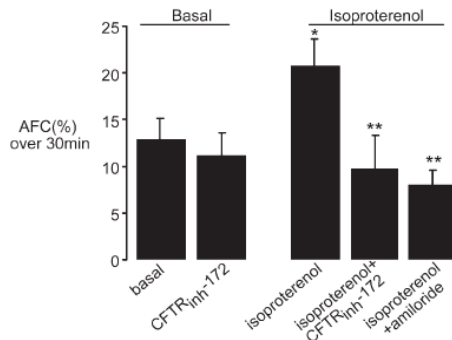 Basal
Isoproterenol
AFC(%)
over 30min
25
20
15
10
5
0
*
**
**
basal
CFTRinh-172
isoproterenol
isoproterenol+
CFTRinh-172
isoproterenol
+amiloride